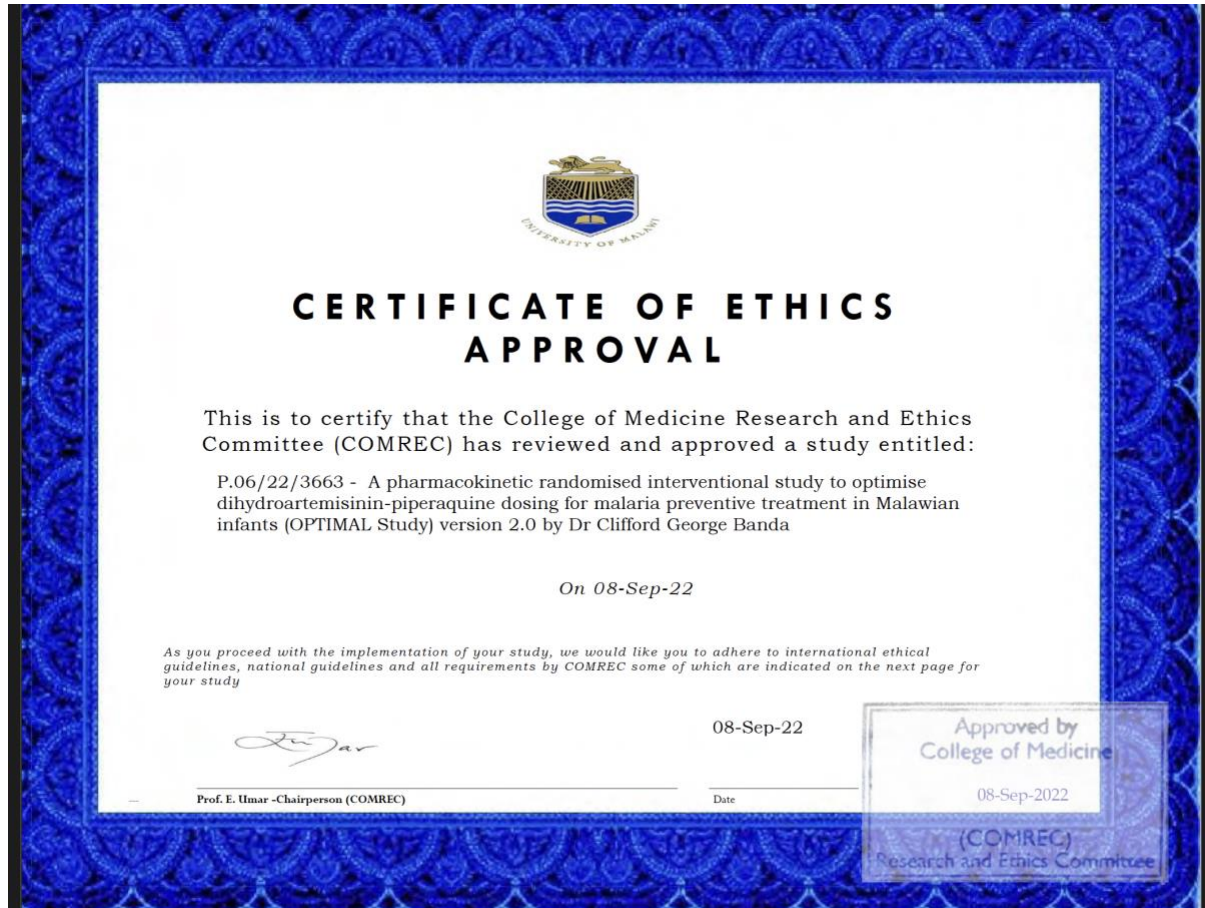 UNIVERSITY OF MALAWI
CERTIFICATE OF ETHICS
APPROVAL
This is to certify that the College of Medicine Research and Ethics
Committee (COMREC) has reviewed and approved a study entitled:
P.06/22/3663 - A pharmacokinetic randomised interventional study to optimise
dihydroartemisinin-piperaquine dosing for malaria preventive treatment in Malawian
infants (OPTIMAL Study) version 2.0 by Dr Clifford George Banda
On 08-Sep-22
As you proceed with the implementation of your study, we would like you to adhere to international ethical
guidelines, national guidelines and all requirements by COMREC some of which are indicated on the next page for
your study
08-Sep-22
Prof. E. Umar -Chairperson (COMREC)
Date
Approved by
College of Medicine
08-Sep-2022
(COMREC)
Research and Ethics Committee